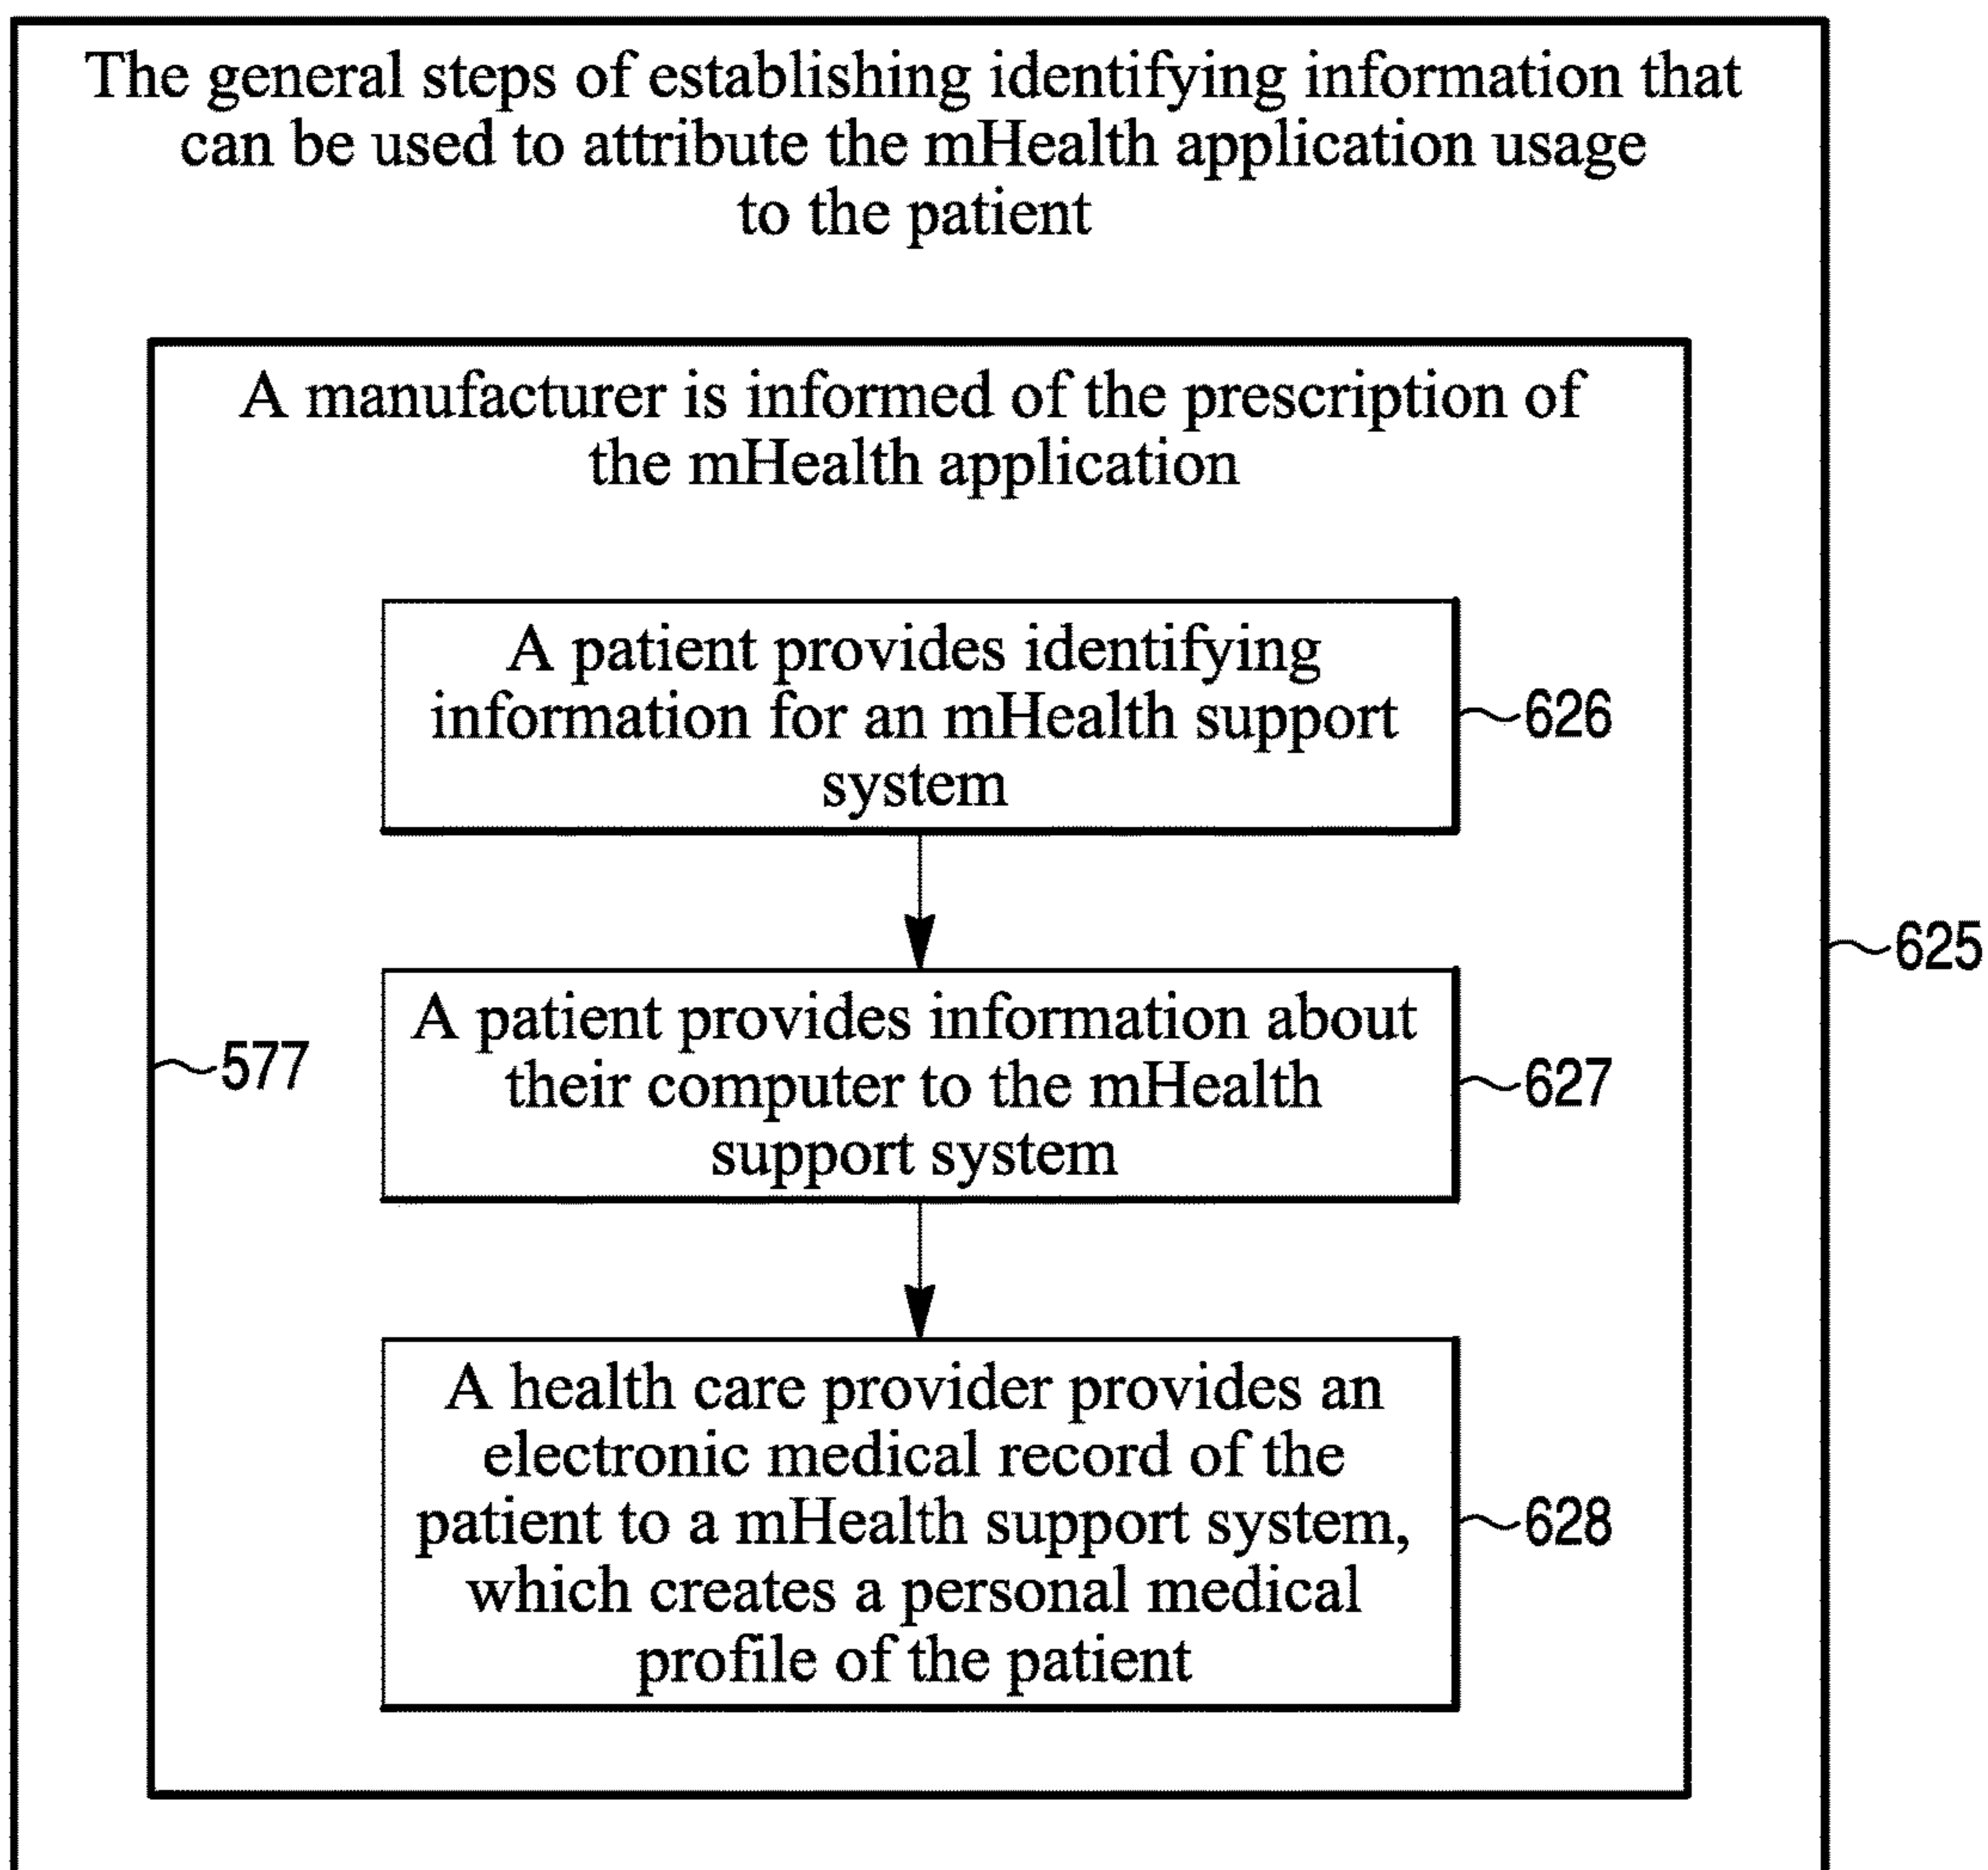 The general steps of establishing identifying information that
can be used to attribute the mHealth application usage
to the patient
A manufacturer is informed of the prescription of
the mHealth application
A patient provides identifying
information for an mHealth support
system
626
A patient provides information about
their computer to the mHealth
support system
627
625
577
A health care provider provides an
electronic medical record of the
patient to a mHealth support system,
which creates a personal medical
profile of the patient
628